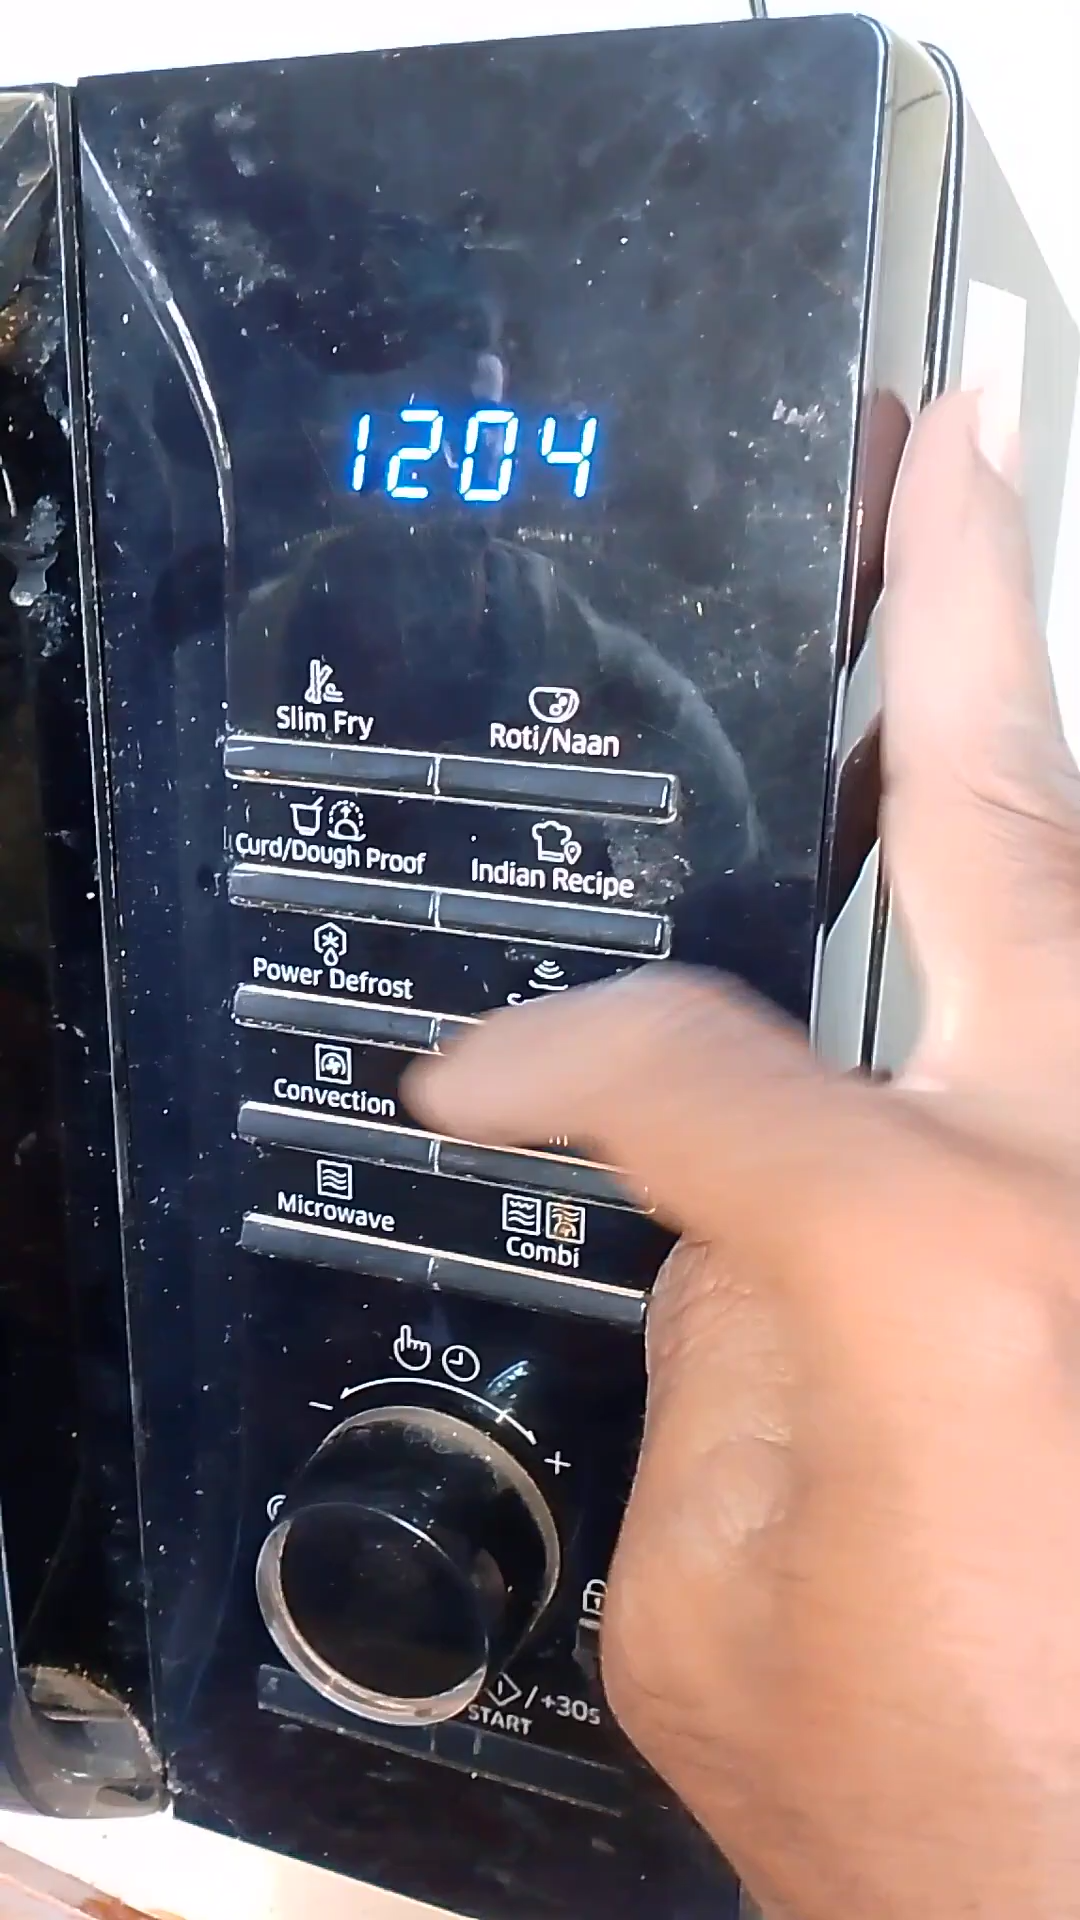 1204
Slim Fry
Roti/Naan
Curd/Dough Proof
Indian Recipe
Power Defrost
Convection
Microwave
Combi
- +
/+30s
START